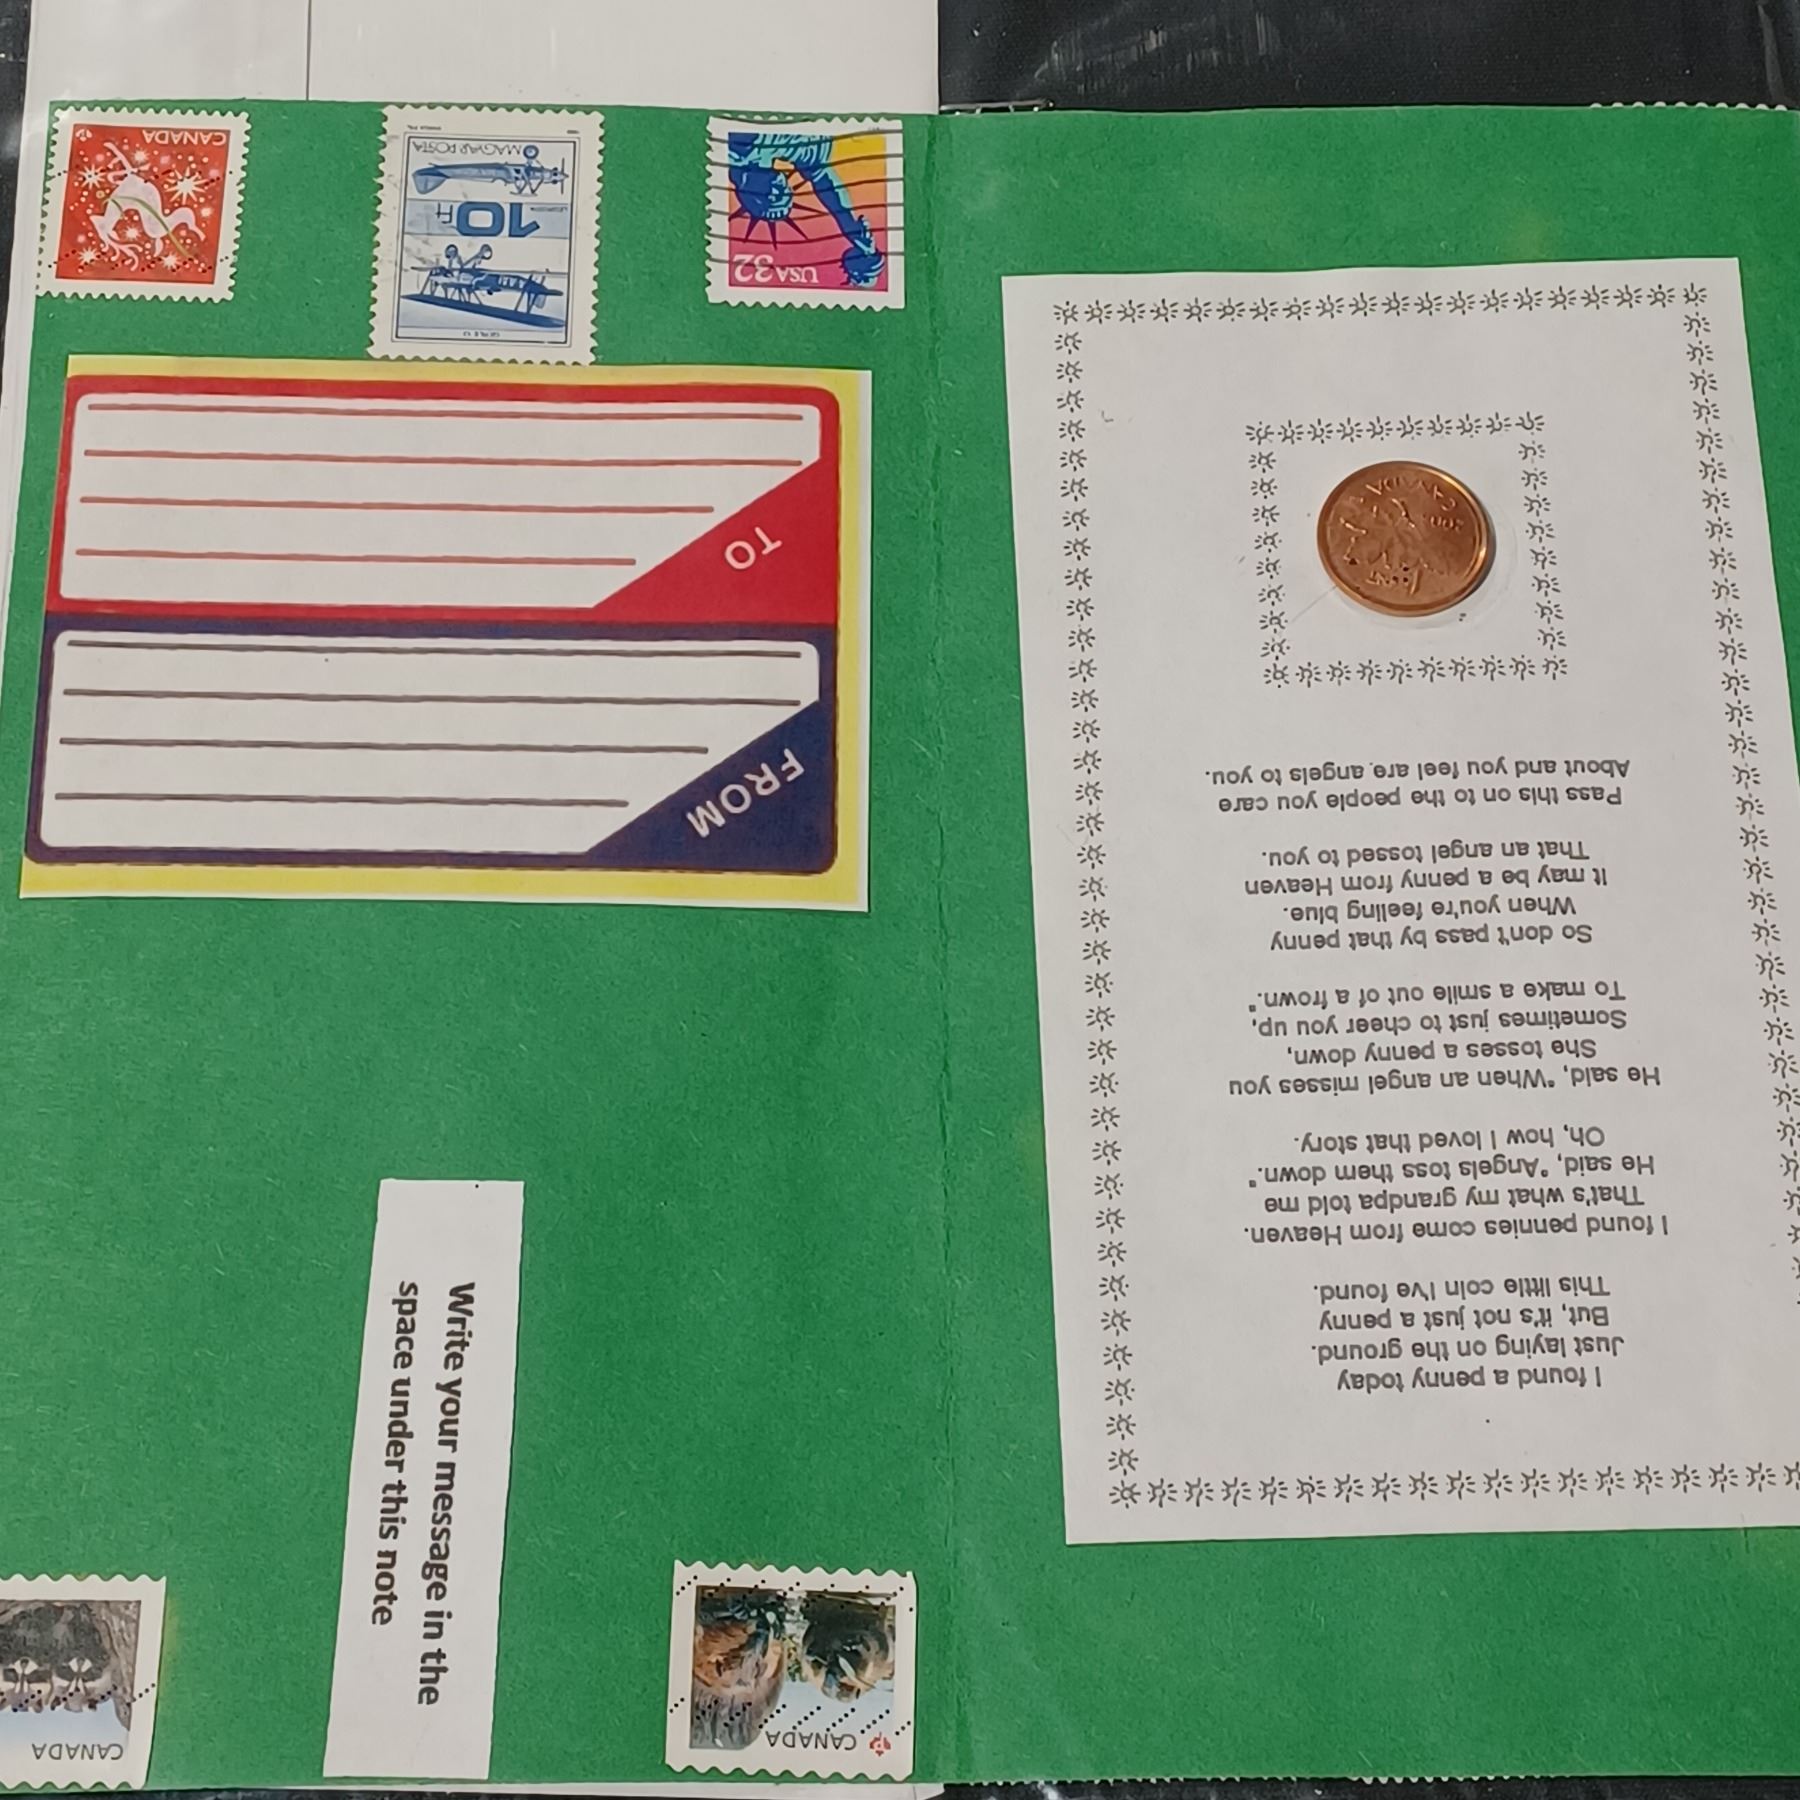 I found a penny today
Just laying on the ground.
But, it's not just a penny
This little coin I've found.
I found pennies come from Heaven.
That's what my grandpa told me
He said, "Angels toss them down."
Oh, how I loved that story.
He said, "When an angel misses you
She tosses a penny down,
Sometimes just to cheer you up,
To make a smile out of a frown."
So don't pass by that penny
When you're feeling blue.
It may be a penny from Heaven
That an angel tossed to you.
Pass this on to the people you care
About and you feel are angels to you.
1 CENT
CANADA
CANADA
CANADA
Write your message in the
space under this note
FROM
TO
USA32
10Ft
MAGYAR POSTA
CANADA